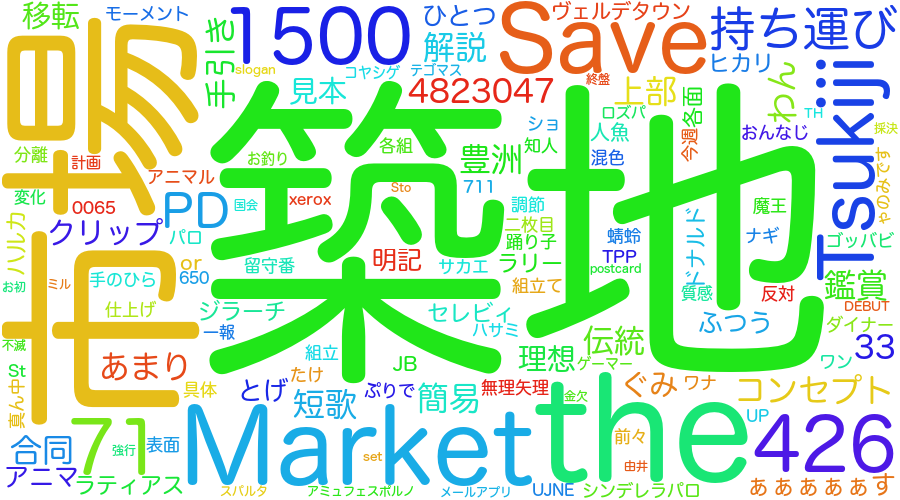 移転
モーメント
手引き
slogan
1500
ひとつ
解説
コヤシゲ
テゴマス
見本
4823047
Save
ヴェルデタウン
持ち運び
ヒカリ
終盤
上部
ロズパ
各面
わん
TH
Tsukiji
採決
市場
分離
計画
アニマル
変化
0065
PD
国会
クリップ
パロ
築地
お釣り
各組
Sto
xerox
豊洲
711
ショ
知人
人魚
混色
今週
おんなじ
やのみです
調節
二枚目
踊り子
蜻蛉
魔王
ナギ
ゴッパビ
TPP
postcard
ドナルド
ハルカ
お初
ミル
手のひら
or
650
留守番
明記
サカエ
ラリー
組立て
質感
反対
鑑賞
DEBUT
仕上げ
ジラーチ
セレビィ
ハサミ
ふつう
ダイナー
不滅
一報
組立
JB
伝統
33
St
あまり
理想
ゲーマー
ワン
真ん中
具体
とげ
たけ
ぷりで
無理矢理
ぐみ
ワナ
コンセプト
短歌
簡易
金欠
UP
合同
71
強行
表面
Market
the
前々
426
アニマ
set
由井
ラティアス
スパルタ
アミュフェスポルノ
メールアプリ
UJNE
シンデレラパロ
ぁぁぁぁぁす